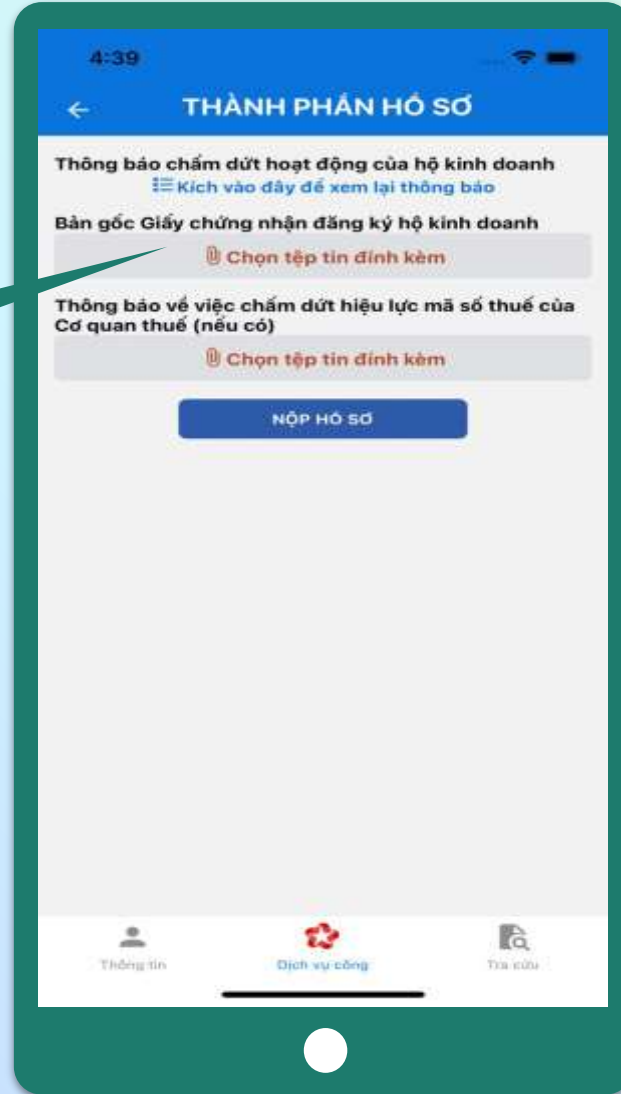 4:39
THÀNH PHẦN HỒ SƠ
Thông báo chấm dứt hoạt động của hộ kinh doanh
Kích vào đây để xem lại thông báo
Bản gốc Giấy chứng nhận đăng ký hộ kinh doanh
Chọn tệp tin đính kèm
Thông báo về việc chấm dứt hiệu lực mã số thuế của
Cơ quan thuế (nếu có)
Chọn tệp tin đính kèm
NỘP HỒ SƠ
Thông tin Dịch vụ công Tra cứu